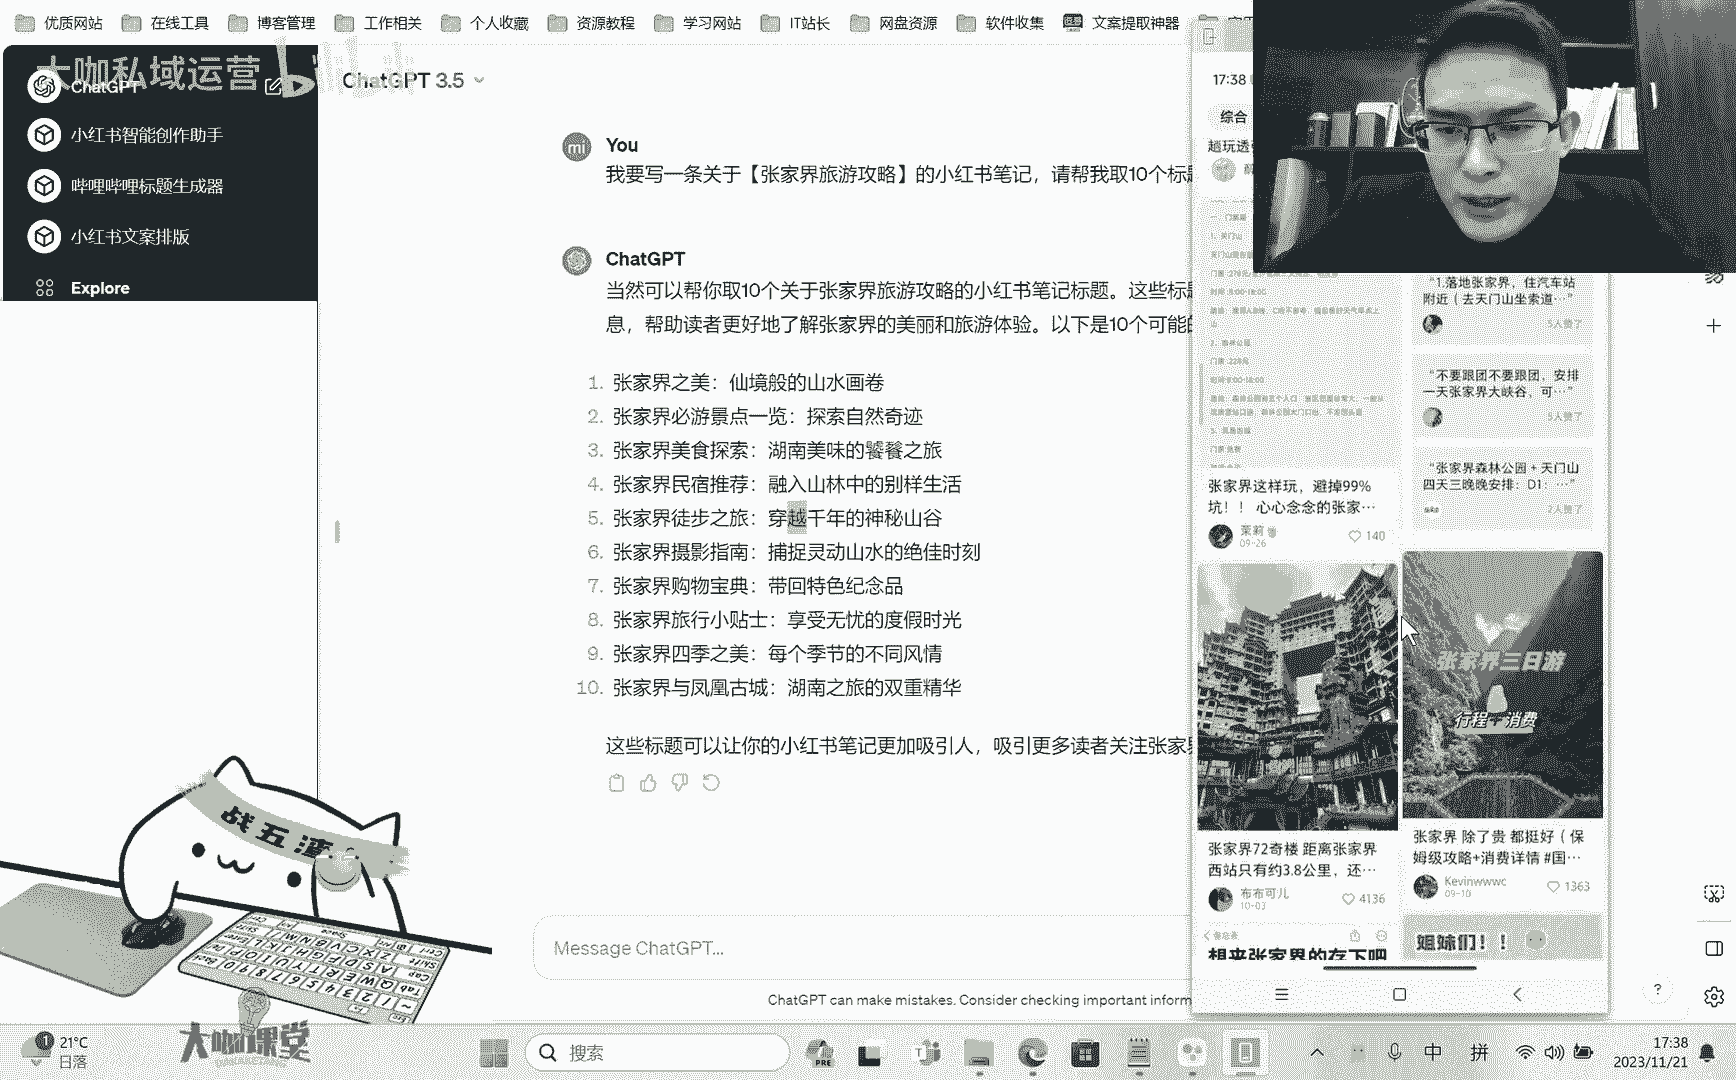 优质网站
在线工具
博客管理
工作相关
个人收藏
资源教程
学习网站
IT站长
网盘资源
软件收集
文案提取神器
大咖私域运营
ChatGPT
小红书智能创作助手
哔哩哔哩标题生成器
小红书文案排版
Explore
ChatGPT 3.5
You
我要写一条关于【张家界旅游攻略】的小红书笔记，请帮我取10个标题
ChatGPT
当然可以帮你取10个关于张家界旅游攻略的小红书笔记标题。这些标题
息，帮助读者更好地了解张家界的美丽和旅游体验。以下是10个可能的
1. 张家界之美：仙境般的山水画卷
2. 张家界必游景点一览：探索自然奇迹
3. 张家界美食探索：湖南美味的饕餮之旅
4. 张家界民宿推荐：融入山林中的别样生活
5. 张家界徒步之旅：穿越千年的神秘山谷
6. 张家界摄影指南：捕捉灵动山水的绝佳时刻
7. 张家界购物宝典：带回特色纪念品
8. 张家界旅行小贴士：享受无忧的度假时光
9. 张家界四季之美：每个季节的不同风情
10. 张家界与凤凰古城：湖南之旅的双重精华
这些标题可以让你的小红书笔记更加吸引人，吸引更多读者关注张家界
Message ChatGPT...
ChatGPT can make mistakes. Consider checking important inform
17:38
综合
趟玩透
张家界这样玩，避掉99%
坑！！ 心心念念的张家…
茉莉
09-26
140
“1.落地张家界，住汽车站
附近（去天门山坐索道…”
5人赞了
“不要跟团不要跟团，安排
一天张家界大峡谷，可…”
5人赞了
“张家界森林公园+天门山
四天三晚晚安排：D1：…”
2人赞了
张家界三日游
行程+消费
张家界72奇楼 距离张家界
西站只有约3.8公里，还…
布布可儿
10-03
4136
张家界 除了贵 都挺好（保
姆级攻略+消费详情 #国…
Kevinwwwc
09-10
1363
想来张家界的存下吧
姐妹们！！
战五渣
大咖课堂
21°C
日落
搜索
中
拼
17:38
2023/11/21